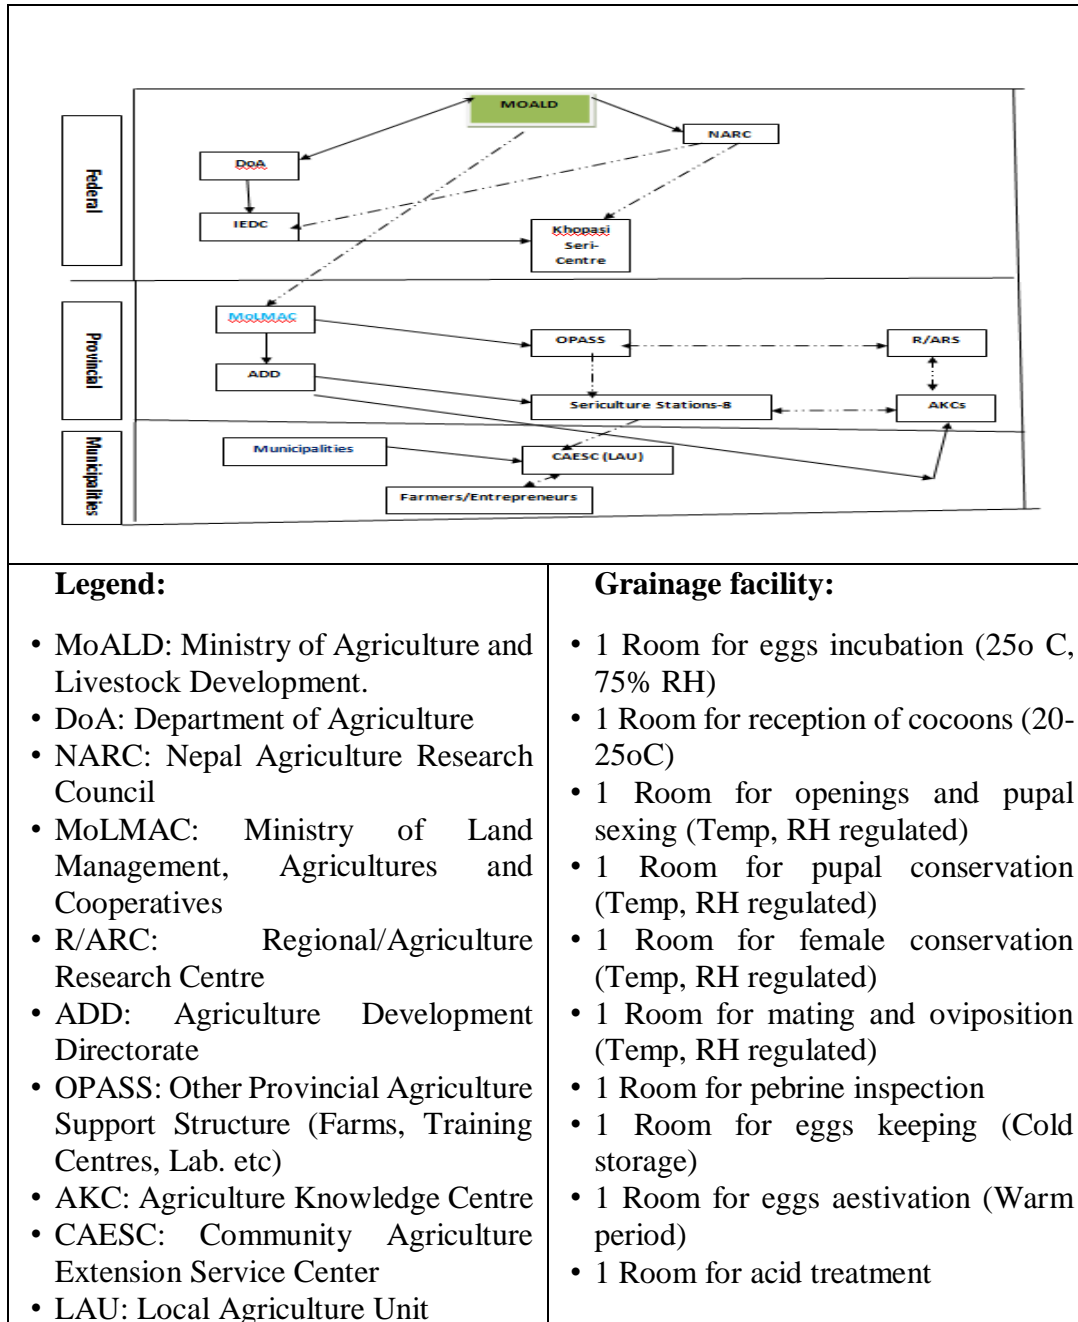 MOALD
NARC
DoA
Federal
IEDC
Khopasi
Seri-
Centre
MoLMAC
Provincial
OPASS
R/ARS
ADD
Sericulture Stations-8
AKCs
Municipalities
Municipalities
CAESC (LAU)
Farmers/Entrepreneurs
Legend:
• MoALD: Ministry of Agriculture and
Livestock Development.
• DoA: Department of Agriculture
• NARC: Nepal Agriculture Research
Council
• MoLMAC: Ministry of Land
Management, Agricultures and
Cooperatives
• R/ARC: Regional/Agriculture
Research Centre
• ADD: Agriculture Development
Directorate
• OPASS: Other Provincial Agriculture
Support Structure (Farms, Training
Centres, Lab. etc)
• AKC: Agriculture Knowledge Centre
• CAESC: Community Agriculture
Extension Service Center
• LAU: Local Agriculture Unit
Grainage facility:
• 1 Room for eggs incubation (25o C,
75% RH)
• 1 Room for reception of cocoons (20-
25oC)
• 1 Room for openings and pupal
sexing (Temp, RH regulated)
• 1 Room for pupal conservation
(Temp, RH regulated)
• 1 Room for female conservation
(Temp, RH regulated)
• 1 Room for mating and oviposition
(Temp, RH regulated)
• 1 Room for pebrine inspection
• 1 Room for eggs keeping (Cold
storage)
• 1 Room for eggs aestivation (Warm
period)
• 1 Room for acid treatment